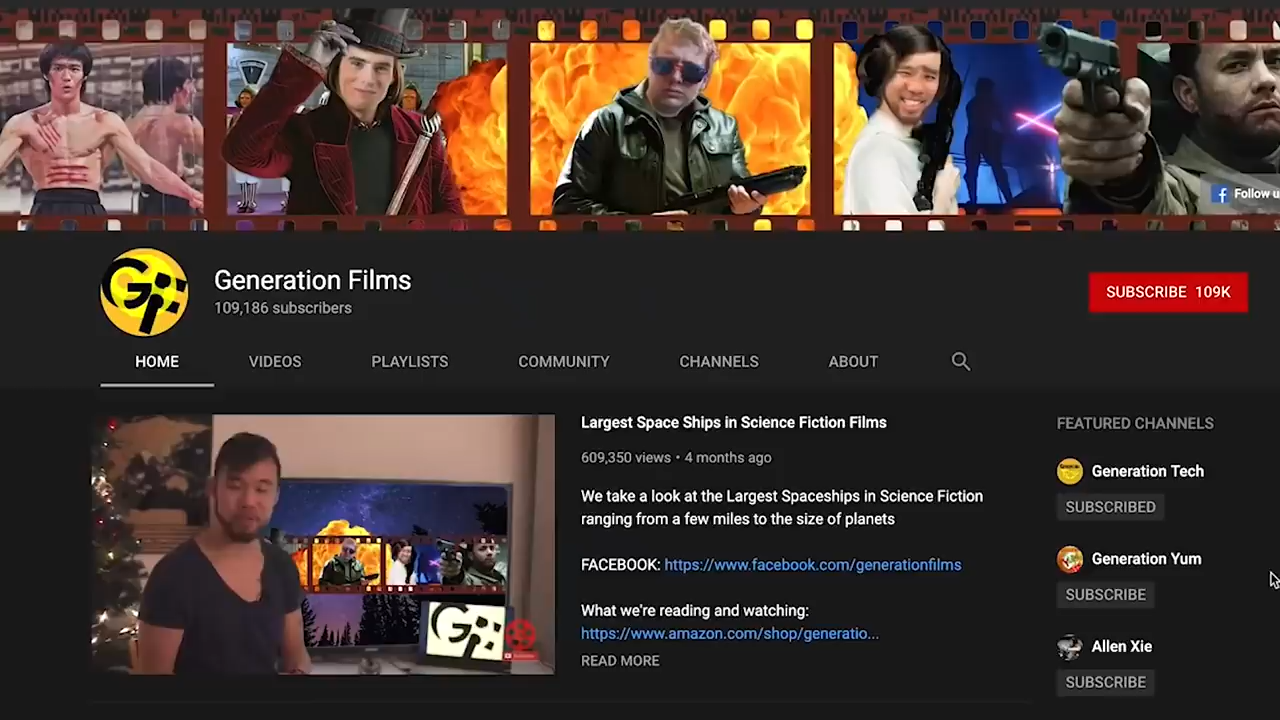 Follow u
Generation Films
109,186 subscribers
SUBSCRIBE 109K
HOME
VIDEOS
PLAYLISTS
COMMUNITY
CHANNELS
ABOUT
Largest Space Ships in Science Fiction Films
609,350 views • 4 months ago
We take a look at the Largest Spaceships in Science Fiction
ranging from a few miles to the size of planets
FACEBOOK: https://www.facebook.com/generationfilms
What we're reading and watching:
https://www.amazon.com/shop/generatio...
READ MORE
FEATURED CHANNELS
Generation Tech
SUBSCRIBED
Generation Yum
SUBSCRIBE
Allen Xie
SUBSCRIBE